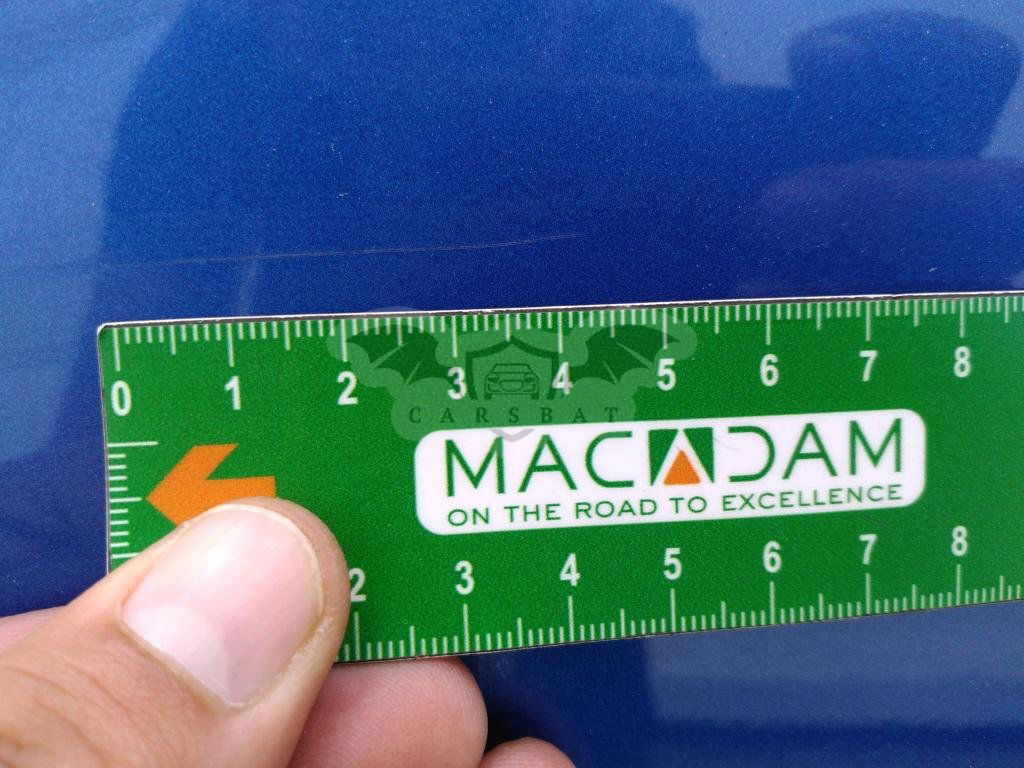 0 1 2 3 4 5 6 7 8
CARSBAT
MACADAM
ON THE ROAD TO EXCELLENCE
2 3 4 5 6 7 8